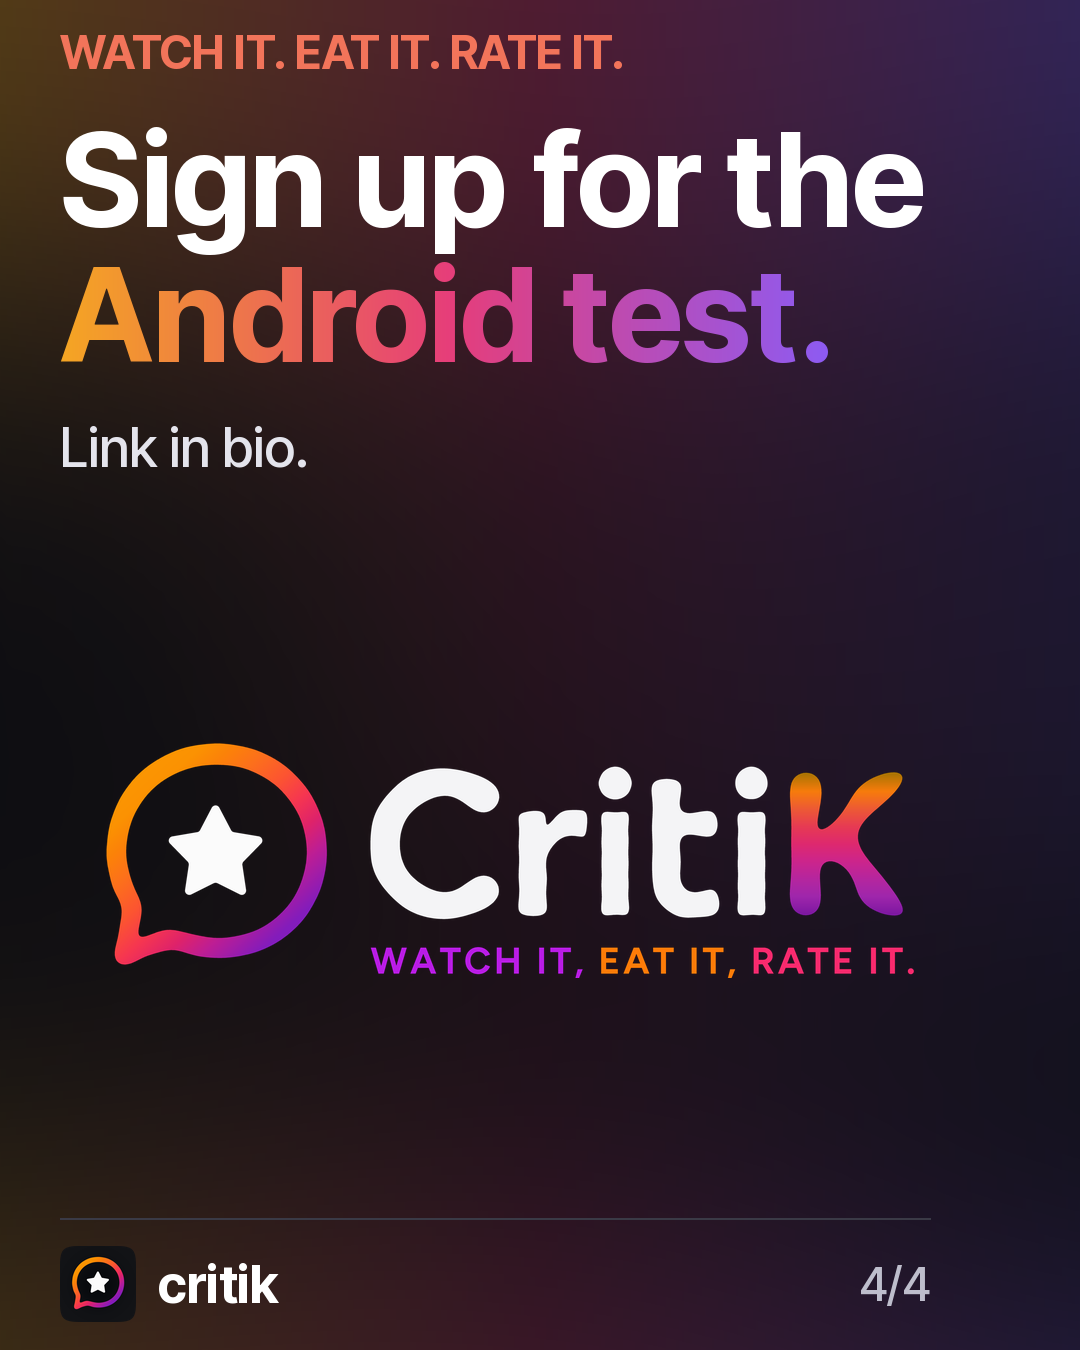 WATCH IT. EAT IT. RATE IT.
Sign up for the
Android test.
Link in bio.
CritiK
WATCH IT, EAT IT, RATE IT.
critik
4/4